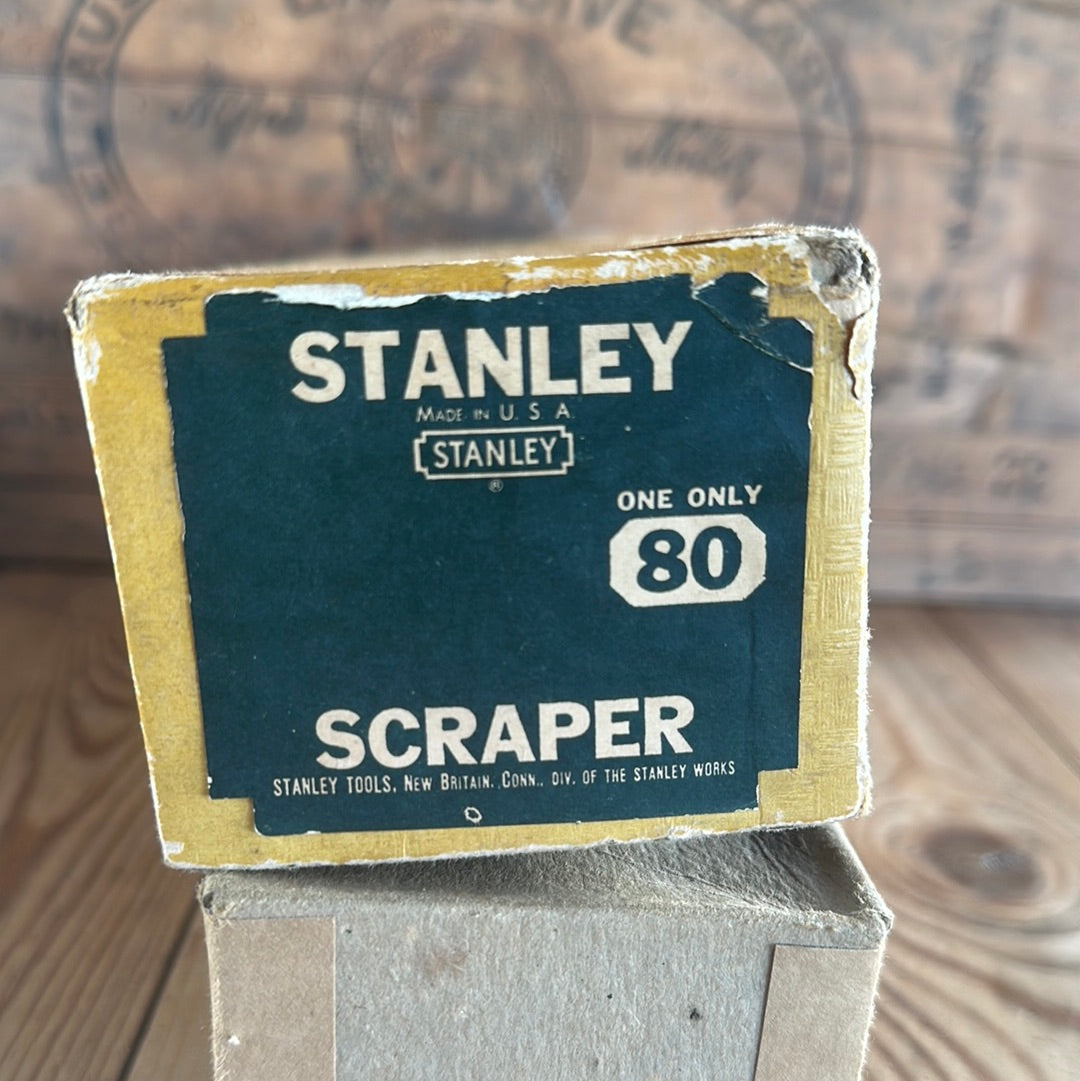 STANLEY
MADE IN U. S. A.
STANLEY
®
ONE ONLY
80
SCRAPER
STANLEY TOOLS, NEW BRITAIN, CONN., DIV. OF THE STANLEY WORKS